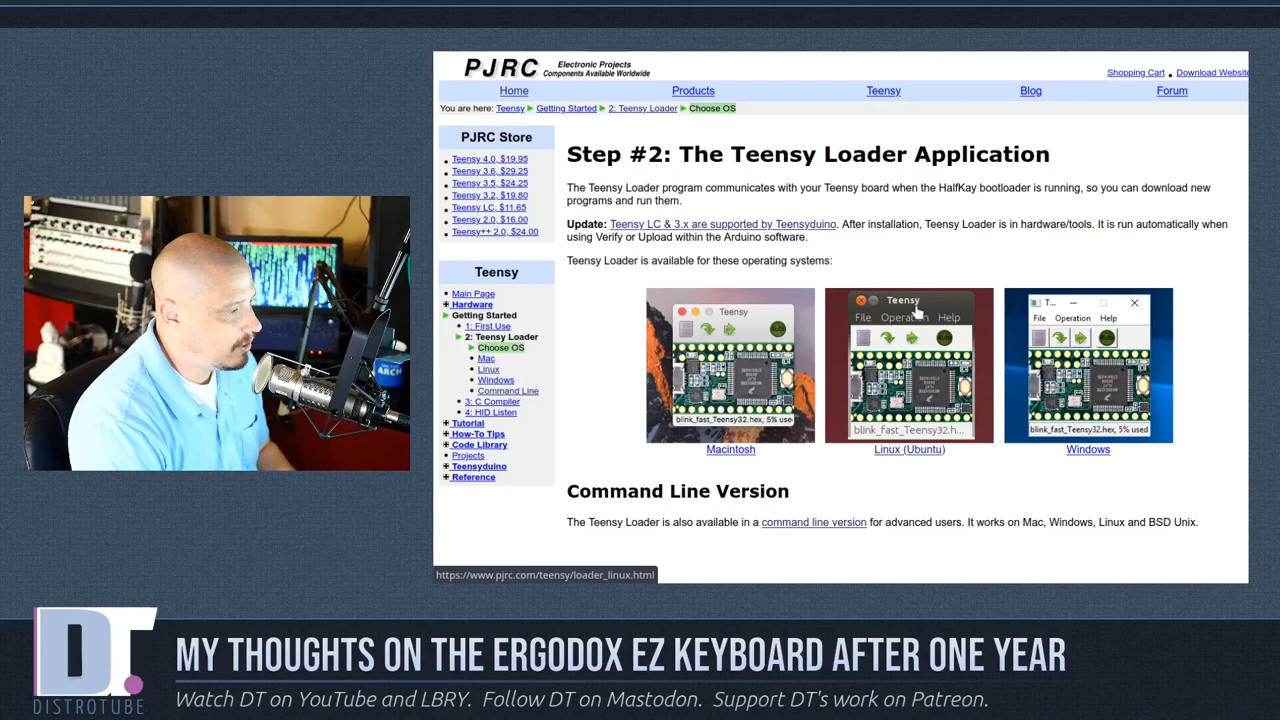 PJRC Electronic Projects
Components Available Worldwide
Shopping Cart • Download Website
Home Products Teensy Blog Forum
You are here: Teensy Getting Started 2: Teensy Loader Choose OS
PJRC Store
Teensy 4.0, $19.95
Teensy 3.6, $29.25
Teensy 3.5, $24.25
Teensy 3.2, $19.80
Teensy LC, $11.65
Teensy 2.0, $16.00
Teensy++ 2.0, $24.00
Teensy
Main Page
Hardware
Getting Started
1: First Use
2: Teensy Loader
Choose OS
Mac
Linux
Windows
Command Line
3: C Compiler
4: HID Listen
Tutorial
How-To Tips
Code Library
Projects
Teensyduino
Reference
Step #2: The Teensy Loader Application
The Teensy Loader program communicates with your Teensy board when the HalfKay bootloader is running, so you can download new
programs and run them.
Update: Teensy LC & 3.x are supported by Teensyduino. After installation, Teensy Loader is in hardware/tools. It is run automatically when
using Verify or Upload within the Arduino software.
Teensy Loader is available for these operating systems:
Teensy
blink_fast_Teensy32.hex, 5% used
Macintosh
Teensy
File Operation Help
blink_fast_Teensy32.h...
Linux (Ubuntu)
T...
File Operation Help
blink_fast_Teensy32.hex, 5% used
Windows
Command Line Version
The Teensy Loader is also available in a command line version for advanced users. It works on Mac, Windows, Linux and BSD Unix.
https://www.pjrc.com/teensy/loader_linux.html
ARCH
DT
DISTROTUBE
MY THOUGHTS ON THE ERGODOX EZ KEYBOARD AFTER ONE YEAR
Watch DT on YouTube and LBRY. Follow DT on Mastodon. Support DT's work on Patreon.